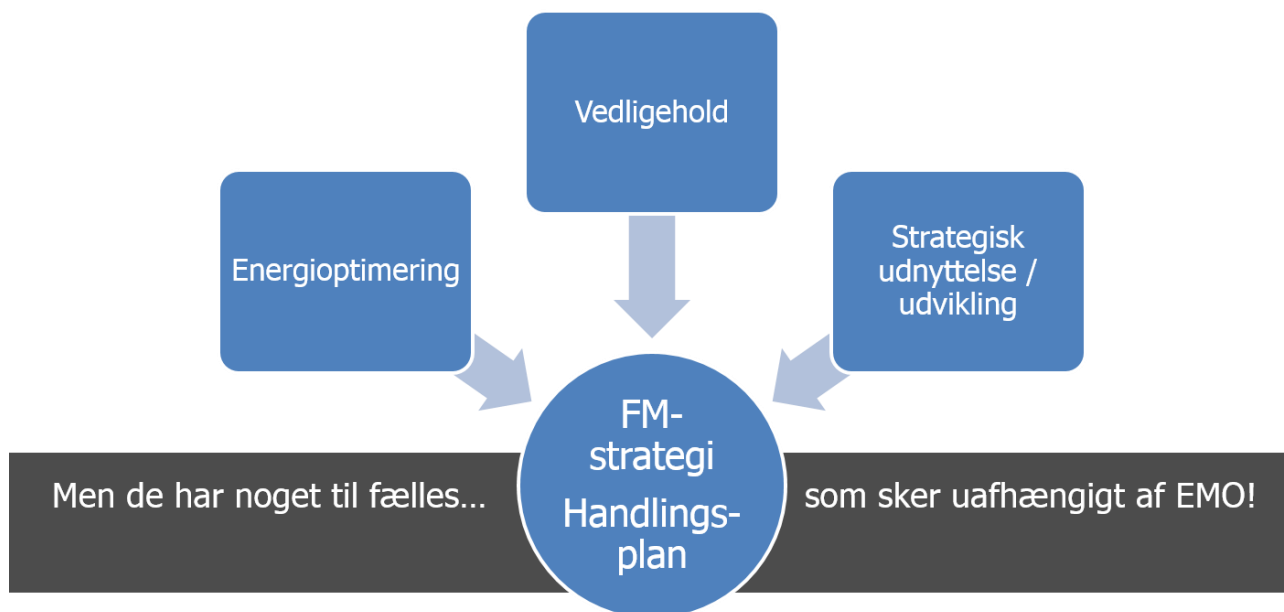 Vedligehold
Energioptimering
Strategisk
udnyttelse /
udvikling
FM-
strategi
Handlings-
plan
Men de har noget til fælles...
som sker uafhængigt af EMO!